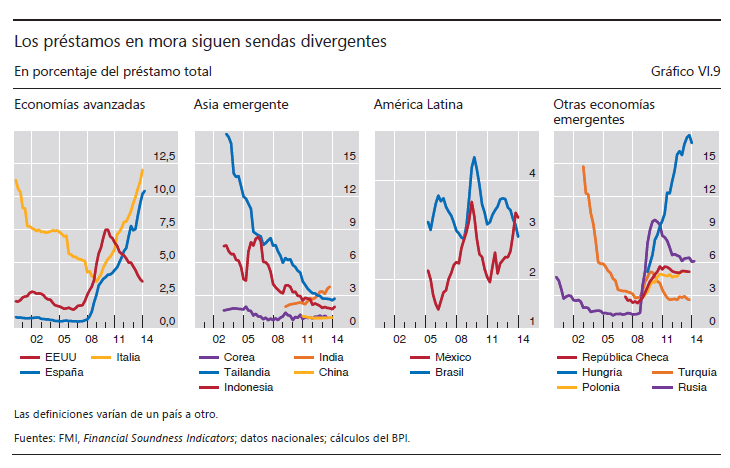 Los préstamos en mora siguen sendas divergentes
En porcentaje del préstamo total
Gráfico VI.9
Economías avanzadas
12,5
10,0
7,5
5,0
2,5
0,0
02 05 08 11 14
EEUU Italia
España
Asia emergente
15
12
9
6
3
0
02 05 08 11 14
Corea India
Tailandia China
Indonesia
América Latina
4
3
2
1
02 05 08 11 14
México
Brasil
Otras economías
emergentes
15
12
9
6
3
0
02 05 08 11 14
República Checa
Hungria Turquia
Polonia Rusia
Las definiciones varían de un país a otro.
Fuentes: FMI, Financial Soundness Indicators; datos nacionales; cálculos del BPI.